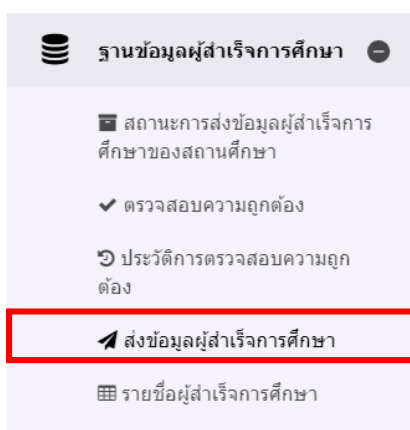 ฐานข้อมูลผู้สำเร็จการศึกษา
สถานะการส่งข้อมูลผู้สำเร็จการ
ศึกษาของสถานศึกษา
ตรวจสอบความถูกต้อง
ประวัติการตรวจสอบความถูก
ต้อง
ส่งข้อมูลผู้สำเร็จการศึกษา
รายชื่อผู้สำเร็จการศึกษา